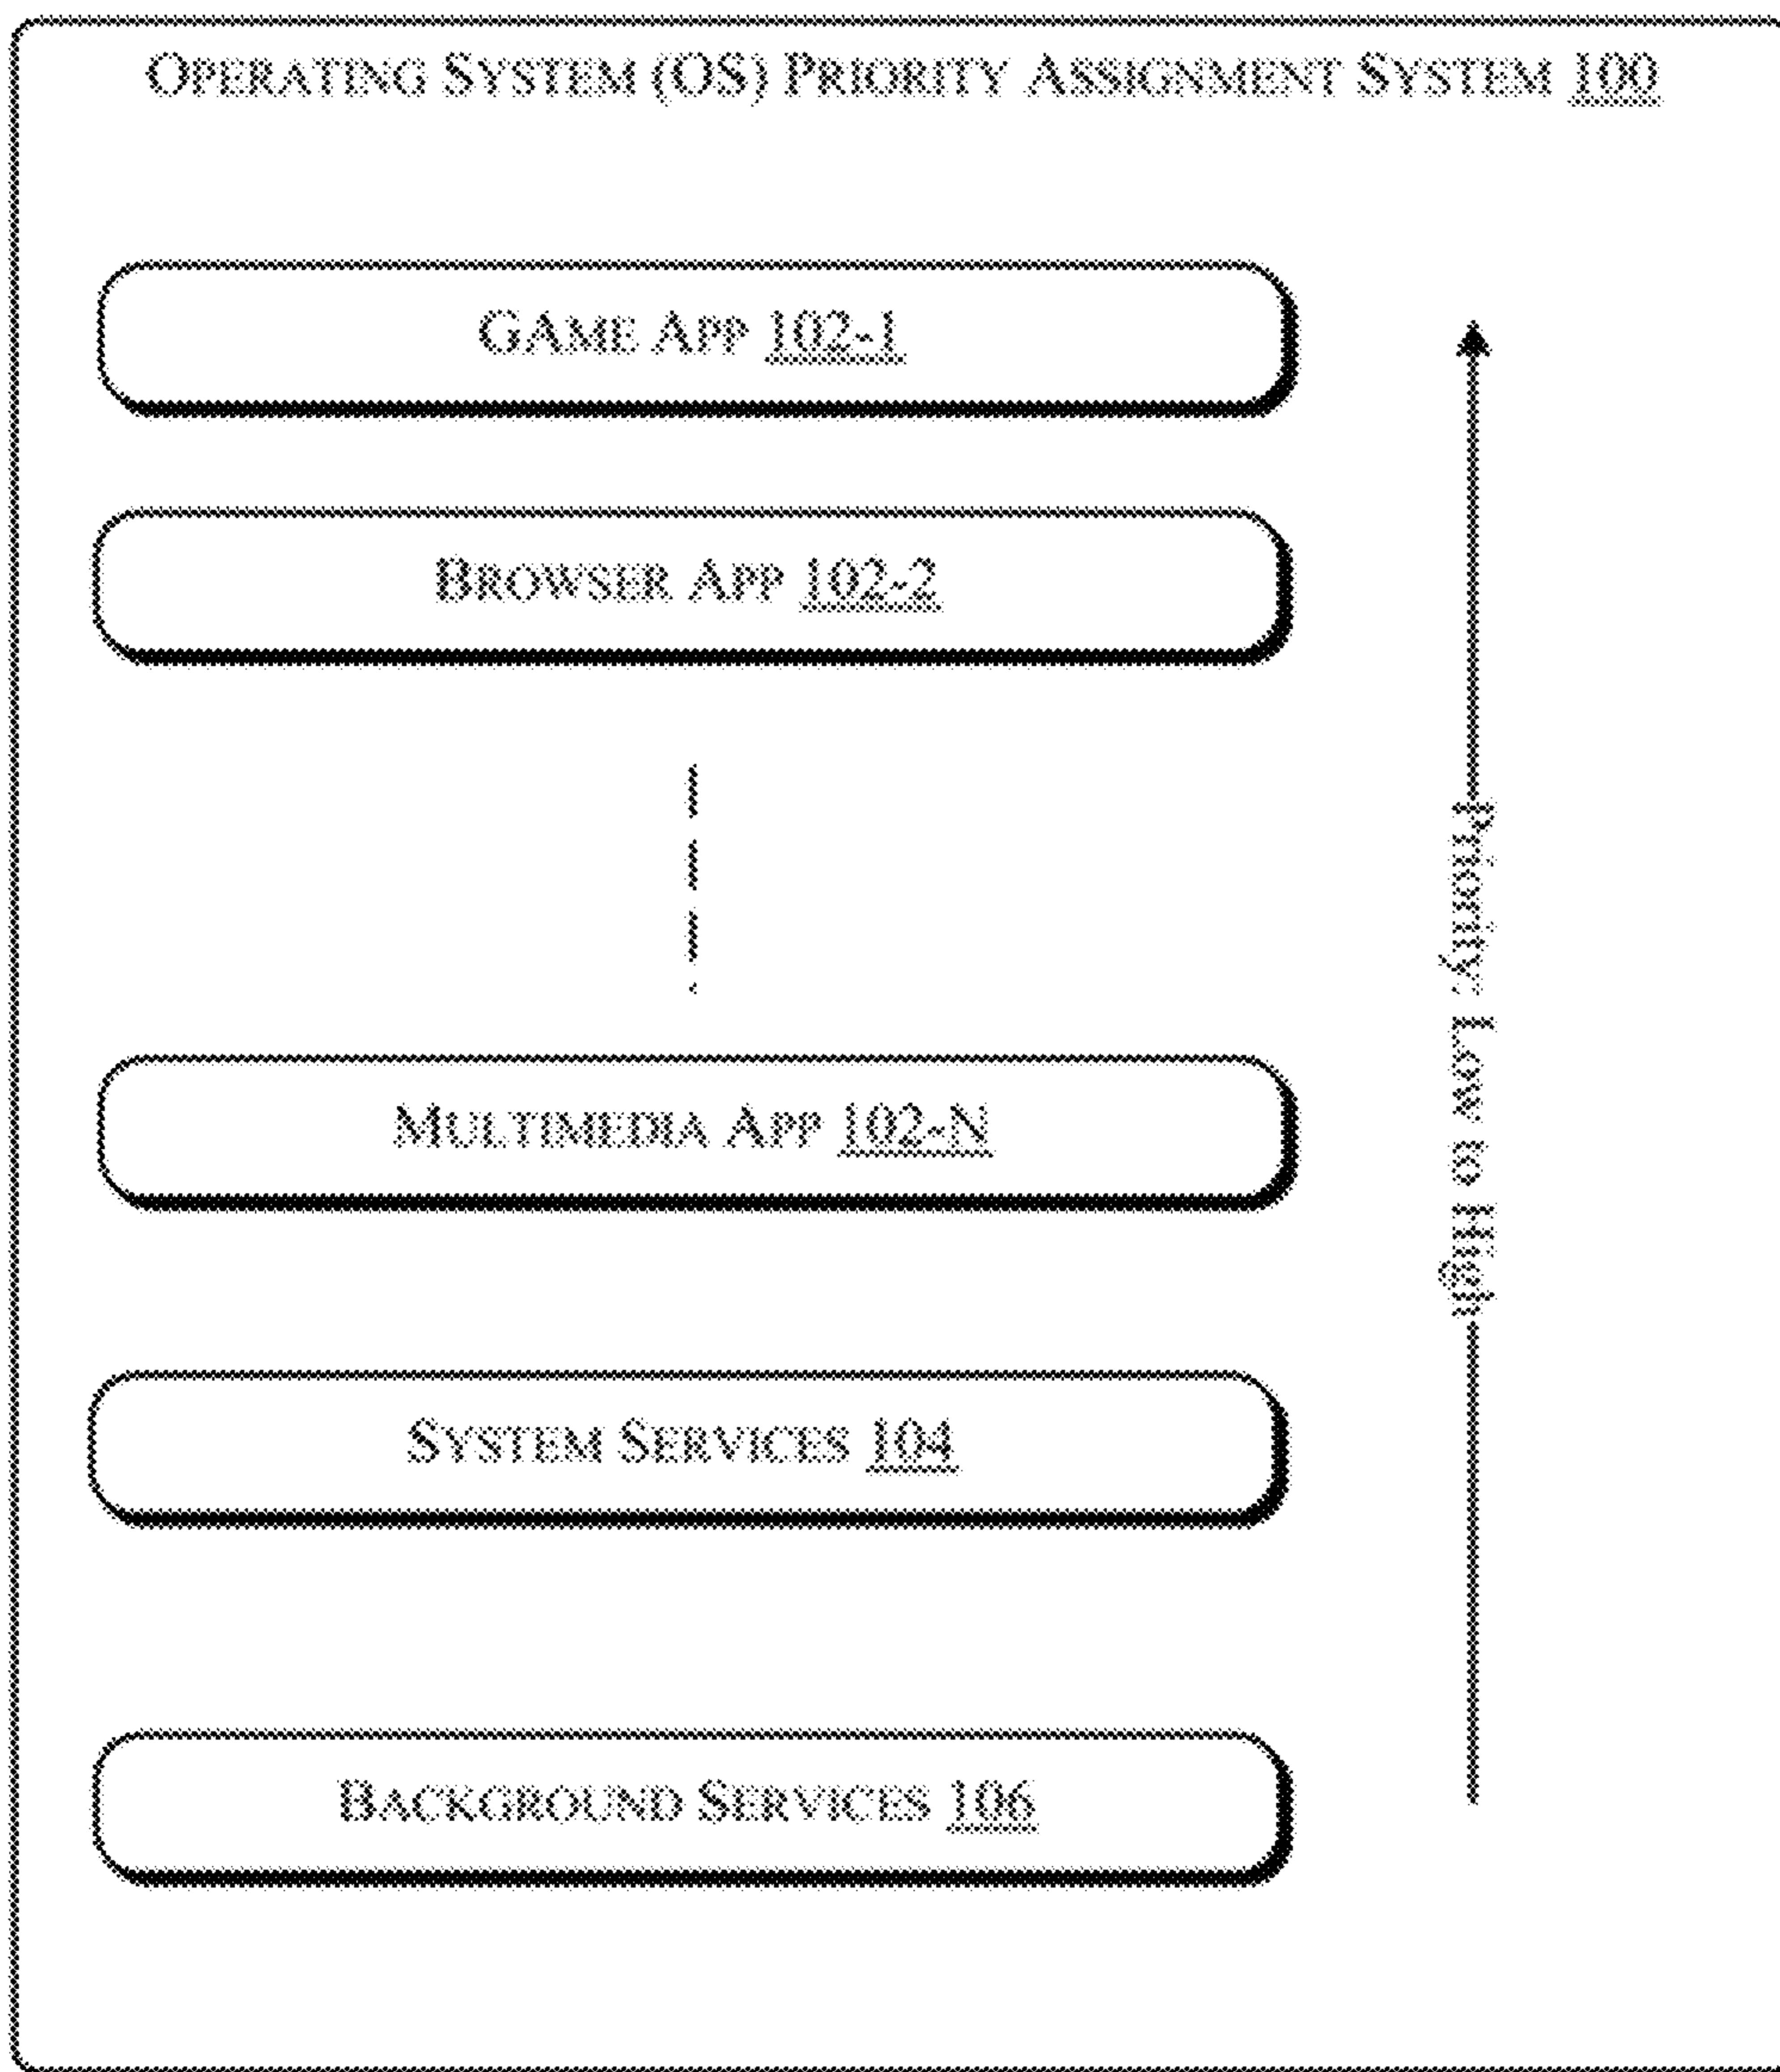 OPERATING SYSTEM (OS) PRIORITY ASSIGNMENT SYSTEM 100
GAME APP 102-1
BROWSER APP 102-2
Priority: Low to High
MULTIMEDIA APP 102-N
SYSTEM SERVICES 104
BACKGROUND SERVICES 106